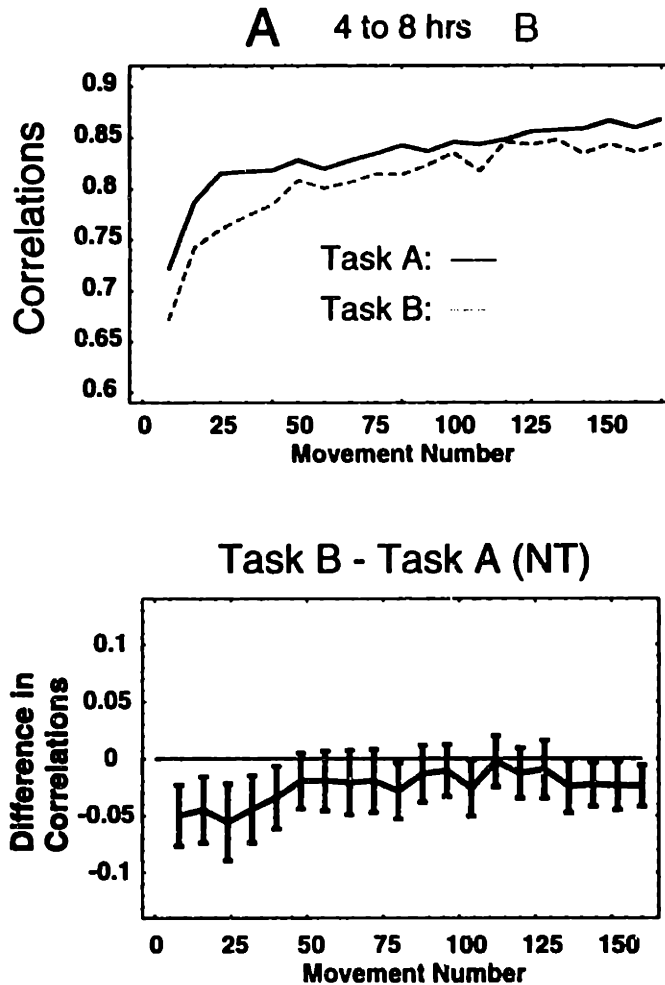 A 4 to 8 hrs B
Correlations
0.9
0.85
0.8
0.75
0.7
0.65
0.6
Task A:
Task B:
0 25 50 75 100 125 150
Movement Number
Task B - Task A (NT)
Difference in
Correlations
0.1
0.05
0
-0.05
-0.1
0 25 50 75 100 125 150
Movement Number